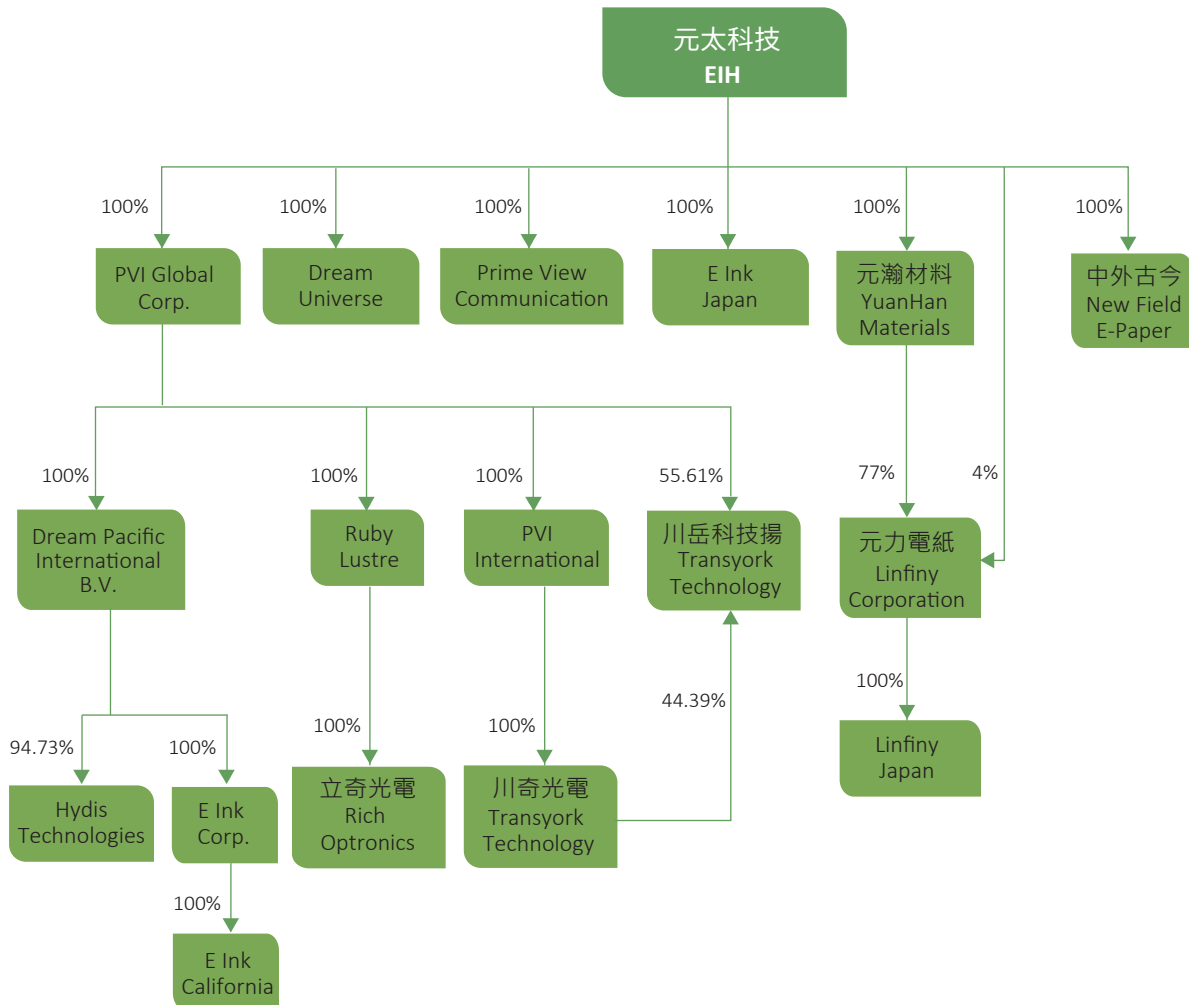 元太科技
EIH
100%
100%
100%
100%
100%
100%
PVI Global
Corp.
Dream
Universe
Prime View
Communication
E Ink
Japan
元瀚材料
YuanHan
Materials
中外古今
New Field
E-Paper
100%
100%
100%
55.61%
77%
4%
Dream Pacific
International
B.V.
Ruby
Lustre
PVI
International
川岳科技揚
Transyork
Technology
元力電紙
Linfiny
Corporation
94.73%
100%
100%
100%
44.39%
100%
Hydis
Technologies
E Ink
Corp.
立奇光電
Rich
Optronics
川奇光電
Transyork
Technology
Linfiny
Japan
100%
E Ink
California